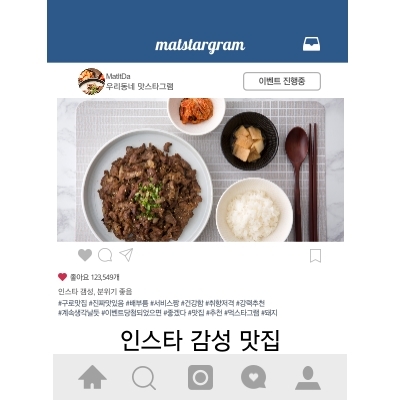 matstargram
MatItDa
우리동네 맛스타그램
이벤트 진행중
좋아요 123,549개
인스타 갬성, 분위기 좋음
#구로맛집 #진짜맛있음 #배부름 #서비스짱 #건강함 #취향저격 #강력추천
#계속생각날듯 #이벤트당첨되었으면 #좋겠다 #맛집 #추천 #먹스타그램 #돼지
인스타 감성 맛집